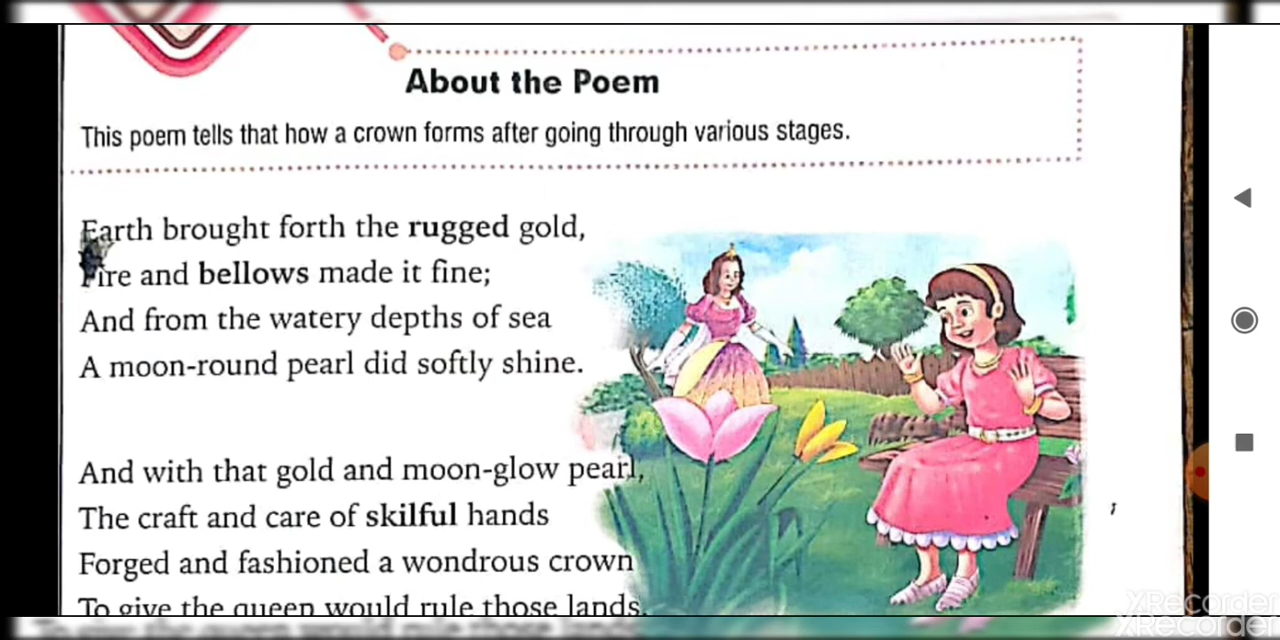 About the Poem
This poem tells that how a crown forms after going through various stages.
Earth brought forth the rugged gold,
Fire and bellows made it fine;
And from the watery depths of sea
A moon-round pearl did softly shine.
And with that gold and moon-glow pearl,
The craft and care of skilful hands
Forged and fashioned a wondrous crown
To give the queen would rule those lands.
XRecorder
XRecorder